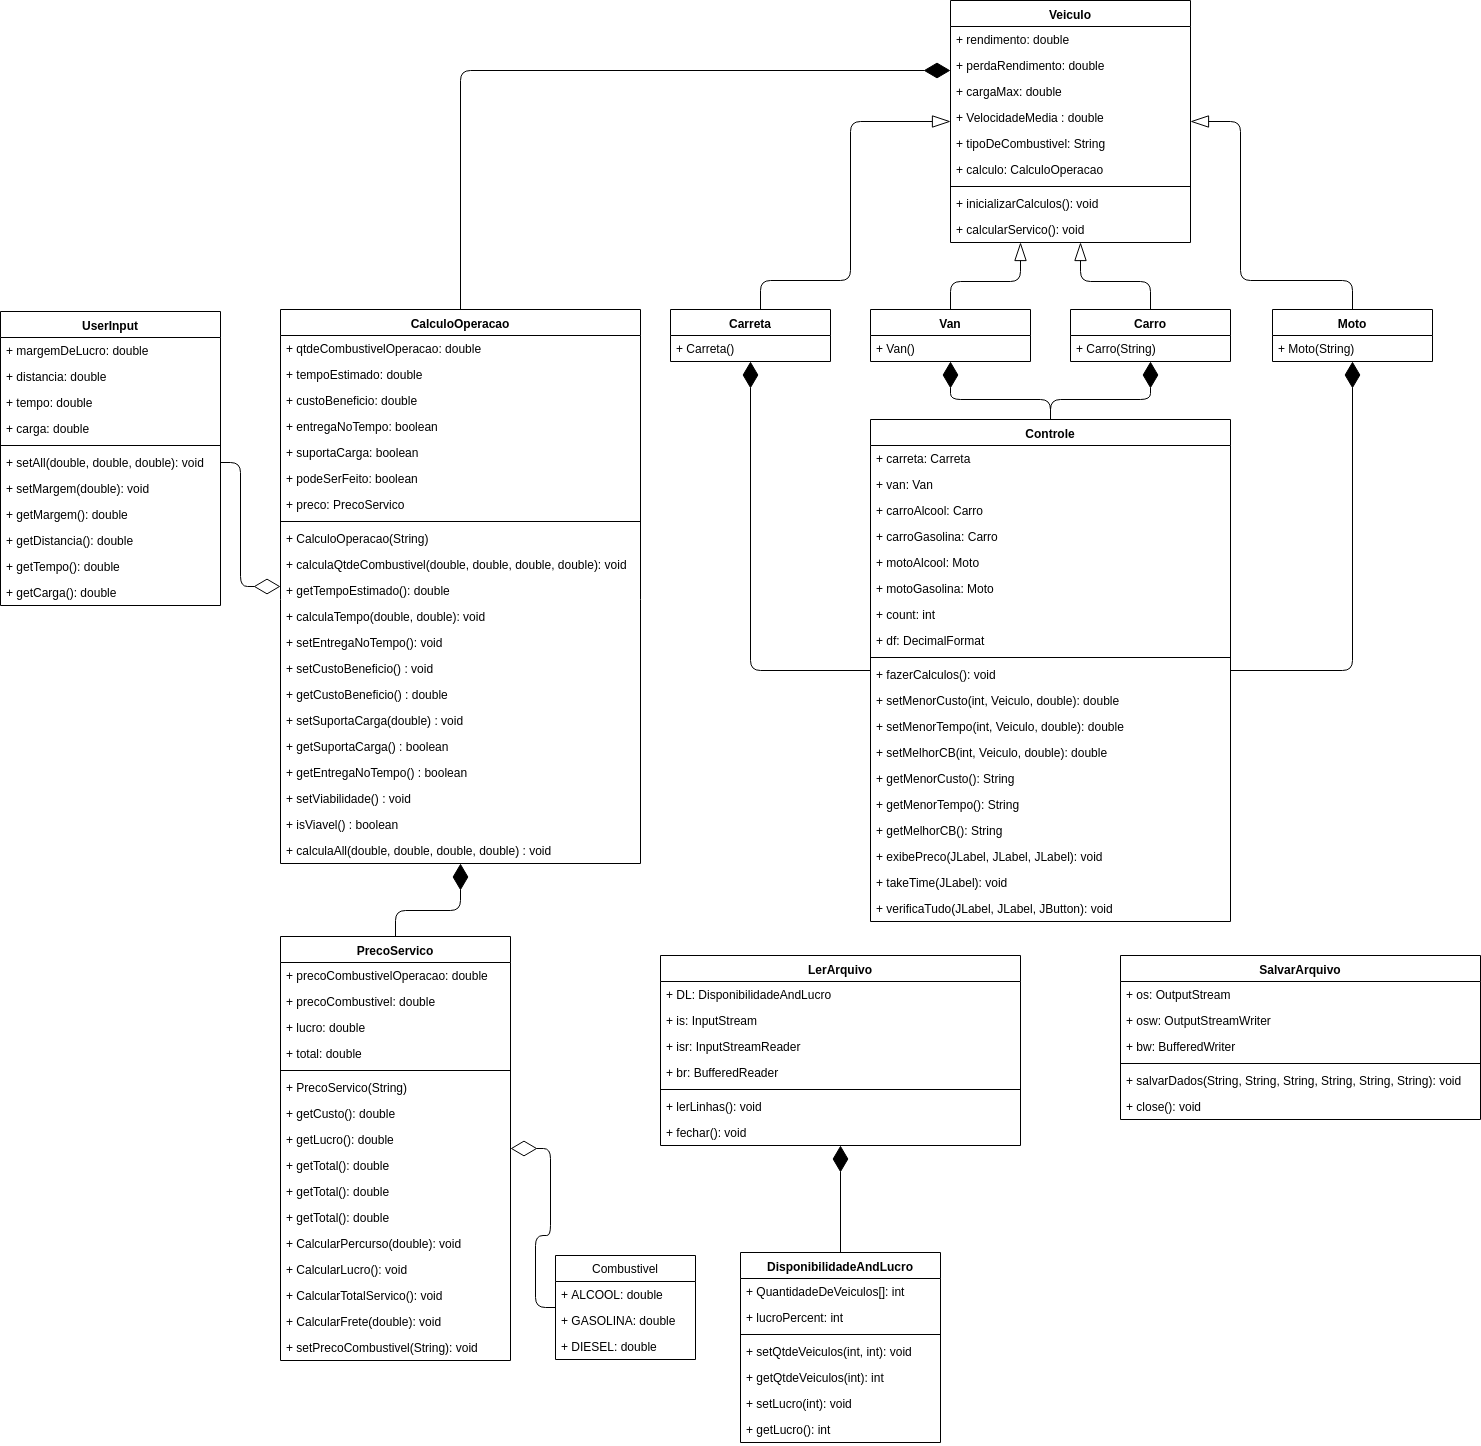 Veiculo
+ rendimento: double
+ perdaRendimento: double
+ cargaMax: double
+ VelocidadeMedia : double
+ tipoDeCombustivel: String
+ calculo: CalculoOperacao
+ inicializarCalculos(): void
+ calcularServico(): void
UserInput
+ margemDeLucro: double
+ distancia: double
+ tempo: double
+ carga: double
+ setAll(double, double, double): void
+ setMargem(double): void
+ getMargem(): double
+ getDistancia(): double
+ getTempo(): double
+ getCarga(): double
CalculoOperacao
+ qtdeCombustivelOperacao: double
+ tempoEstimado: double
+ custoBeneficio: double
+ entregaNoTempo: boolean
+ suportaCarga: boolean
+ podeSerFeito: boolean
+ preco: PrecoServico
+ CalculoOperacao(String)
+ calculaQtdeCombustivel(double, double, double, double): void
+ getTempoEstimado(): double
+ calculaTempo(double, double): void
+ setEntregaNoTempo(): void
+ setCustoBeneficio() : void
+ getCustoBeneficio() : double
+ setSuportaCarga(double) : void
+ getSuportaCarga() : boolean
+ getEntregaNoTempo() : boolean
+ setViabilidade() : void
+ isViavel() : boolean
+ calculaAll(double, double, double, double) : void
Carreta
+ Carreta()
Van
+ Van()
Carro
+ Carro(String)
Moto
+ Moto(String)
Controle
+ carreta: Carreta
+ van: Van
+ carroAlcool: Carro
+ carroGasolina: Carro
+ motoAlcool: Moto
+ motoGasolina: Moto
+ count: int
+ df: DecimalFormat
+ fazerCalculos(): void
+ setMenorCusto(int, Veiculo, double): double
+ setMenorTempo(int, Veiculo, double): double
+ setMelhorCB(int, Veiculo, double): double
+ getMenorCusto(): String
+ getMenorTempo(): String
+ getMelhorCB(): String
+ exibePreco(JLabel, JLabel, JLabel): void
+ takeTime(JLabel): void
+ verificaTudo(JLabel, JLabel, JButton): void
PrecoServico
+ precoCombustivelOperacao: double
+ precoCombustivel: double
+ lucro: double
+ total: double
+ PrecoServico(String)
+ getCusto(): double
+ getLucro(): double
+ getTotal(): double
+ getTotal(): double
+ getTotal(): double
+ CalcularPercurso(double): void
+ CalcularLucro(): void
+ CalcularTotalServico(): void
+ CalcularFrete(double): void
+ setPrecoCombustivel(String): void
Combustivel
+ ALCOOL: double
+ GASOLINA: double
+ DIESEL: double
LerArquivo
+ DL: DisponibilidadeAndLucro
+ is: InputStream
+ isr: InputStreamReader
+ br: BufferedReader
+ lerLinhas(): void
+ fechar(): void
DisponibilidadeAndLucro
+ QuantidadeDeVeiculos[]: int
+ lucroPercent: int
+ setQtdeVeiculos(int, int): void
+ getQtdeVeiculos(int): int
+ setLucro(int): void
+ getLucro(): int
SalvarArquivo
+ os: OutputStream
+ osw: OutputStreamWriter
+ bw: BufferedWriter
+ salvarDados(String, String, String, String, String, String): void
+ close(): void